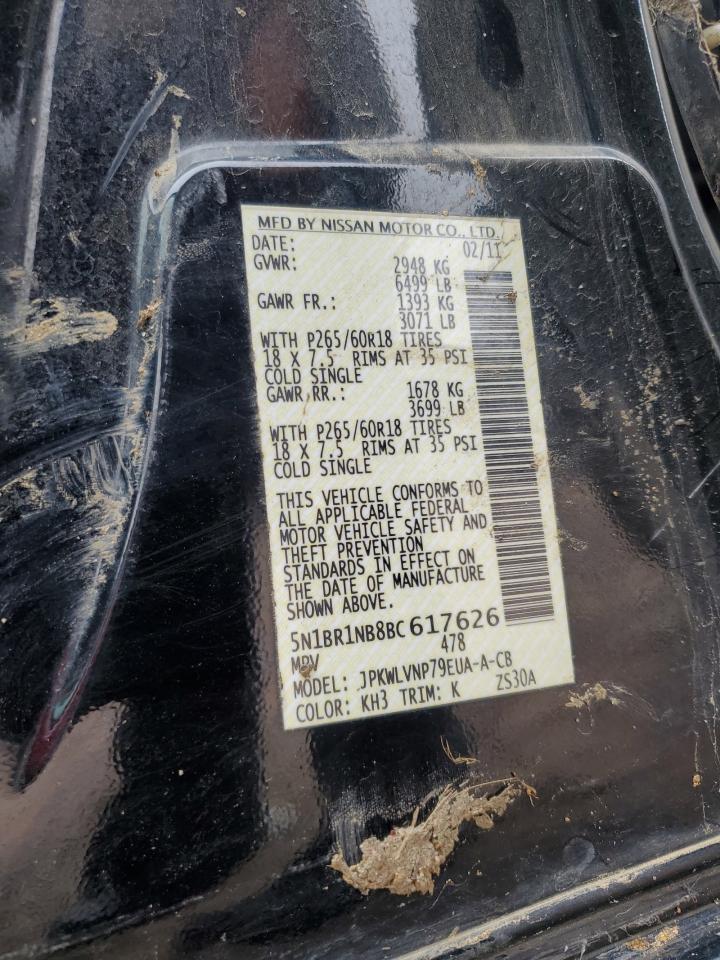 MFD BY NISSAN MOTOR CO., LTD.
DATE: 02/11
GVWR: 2948 KG
6499 LB
GAWR FR.: 1393 KG
3071 LB
WITH P265/60R18 TIRES
18 X 7.5 RIMS AT 35 PSI
COLD SINGLE
GAWR RR.: 1678 KG
3699 LB
WITH P265/60R18 TIRES
18 X 7.5 RIMS AT 35 PSI
COLD SINGLE
THIS VEHICLE CONFORMS TO
ALL APPLICABLE FEDERAL
MOTOR VEHICLE SAFETY AND
THEFT PREVENTION
STANDARDS IN EFFECT ON
THE DATE OF MANUFACTURE
SHOWN ABOVE.
5N1BR1NB8BC617626
MPV 478
MODEL: JPKWLVNP79EUA-A-CB
COLOR: KH3 TRIM: K ZS30A